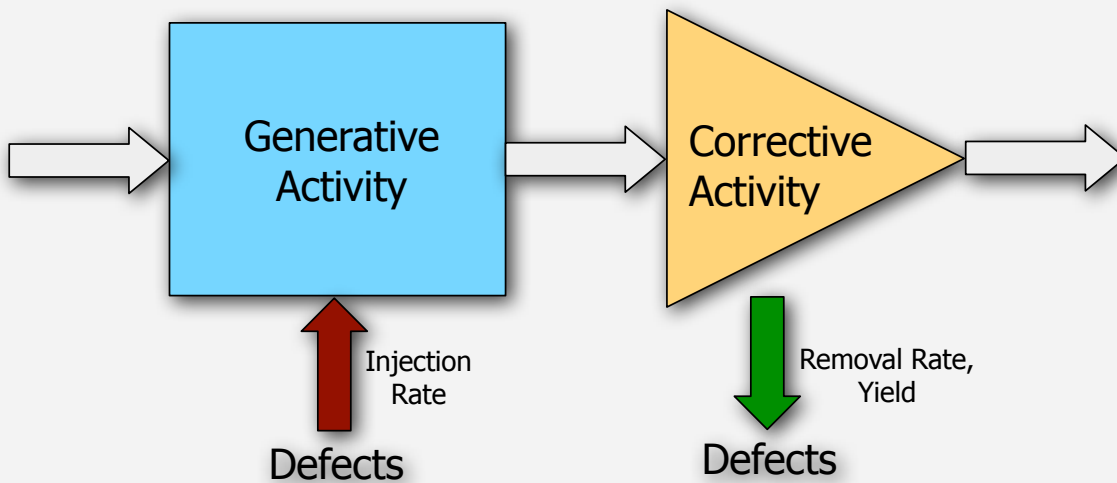 Generative
Activity
Corrective
Activity
Injection
Rate
Removal Rate,
Yield
Defects
Defects